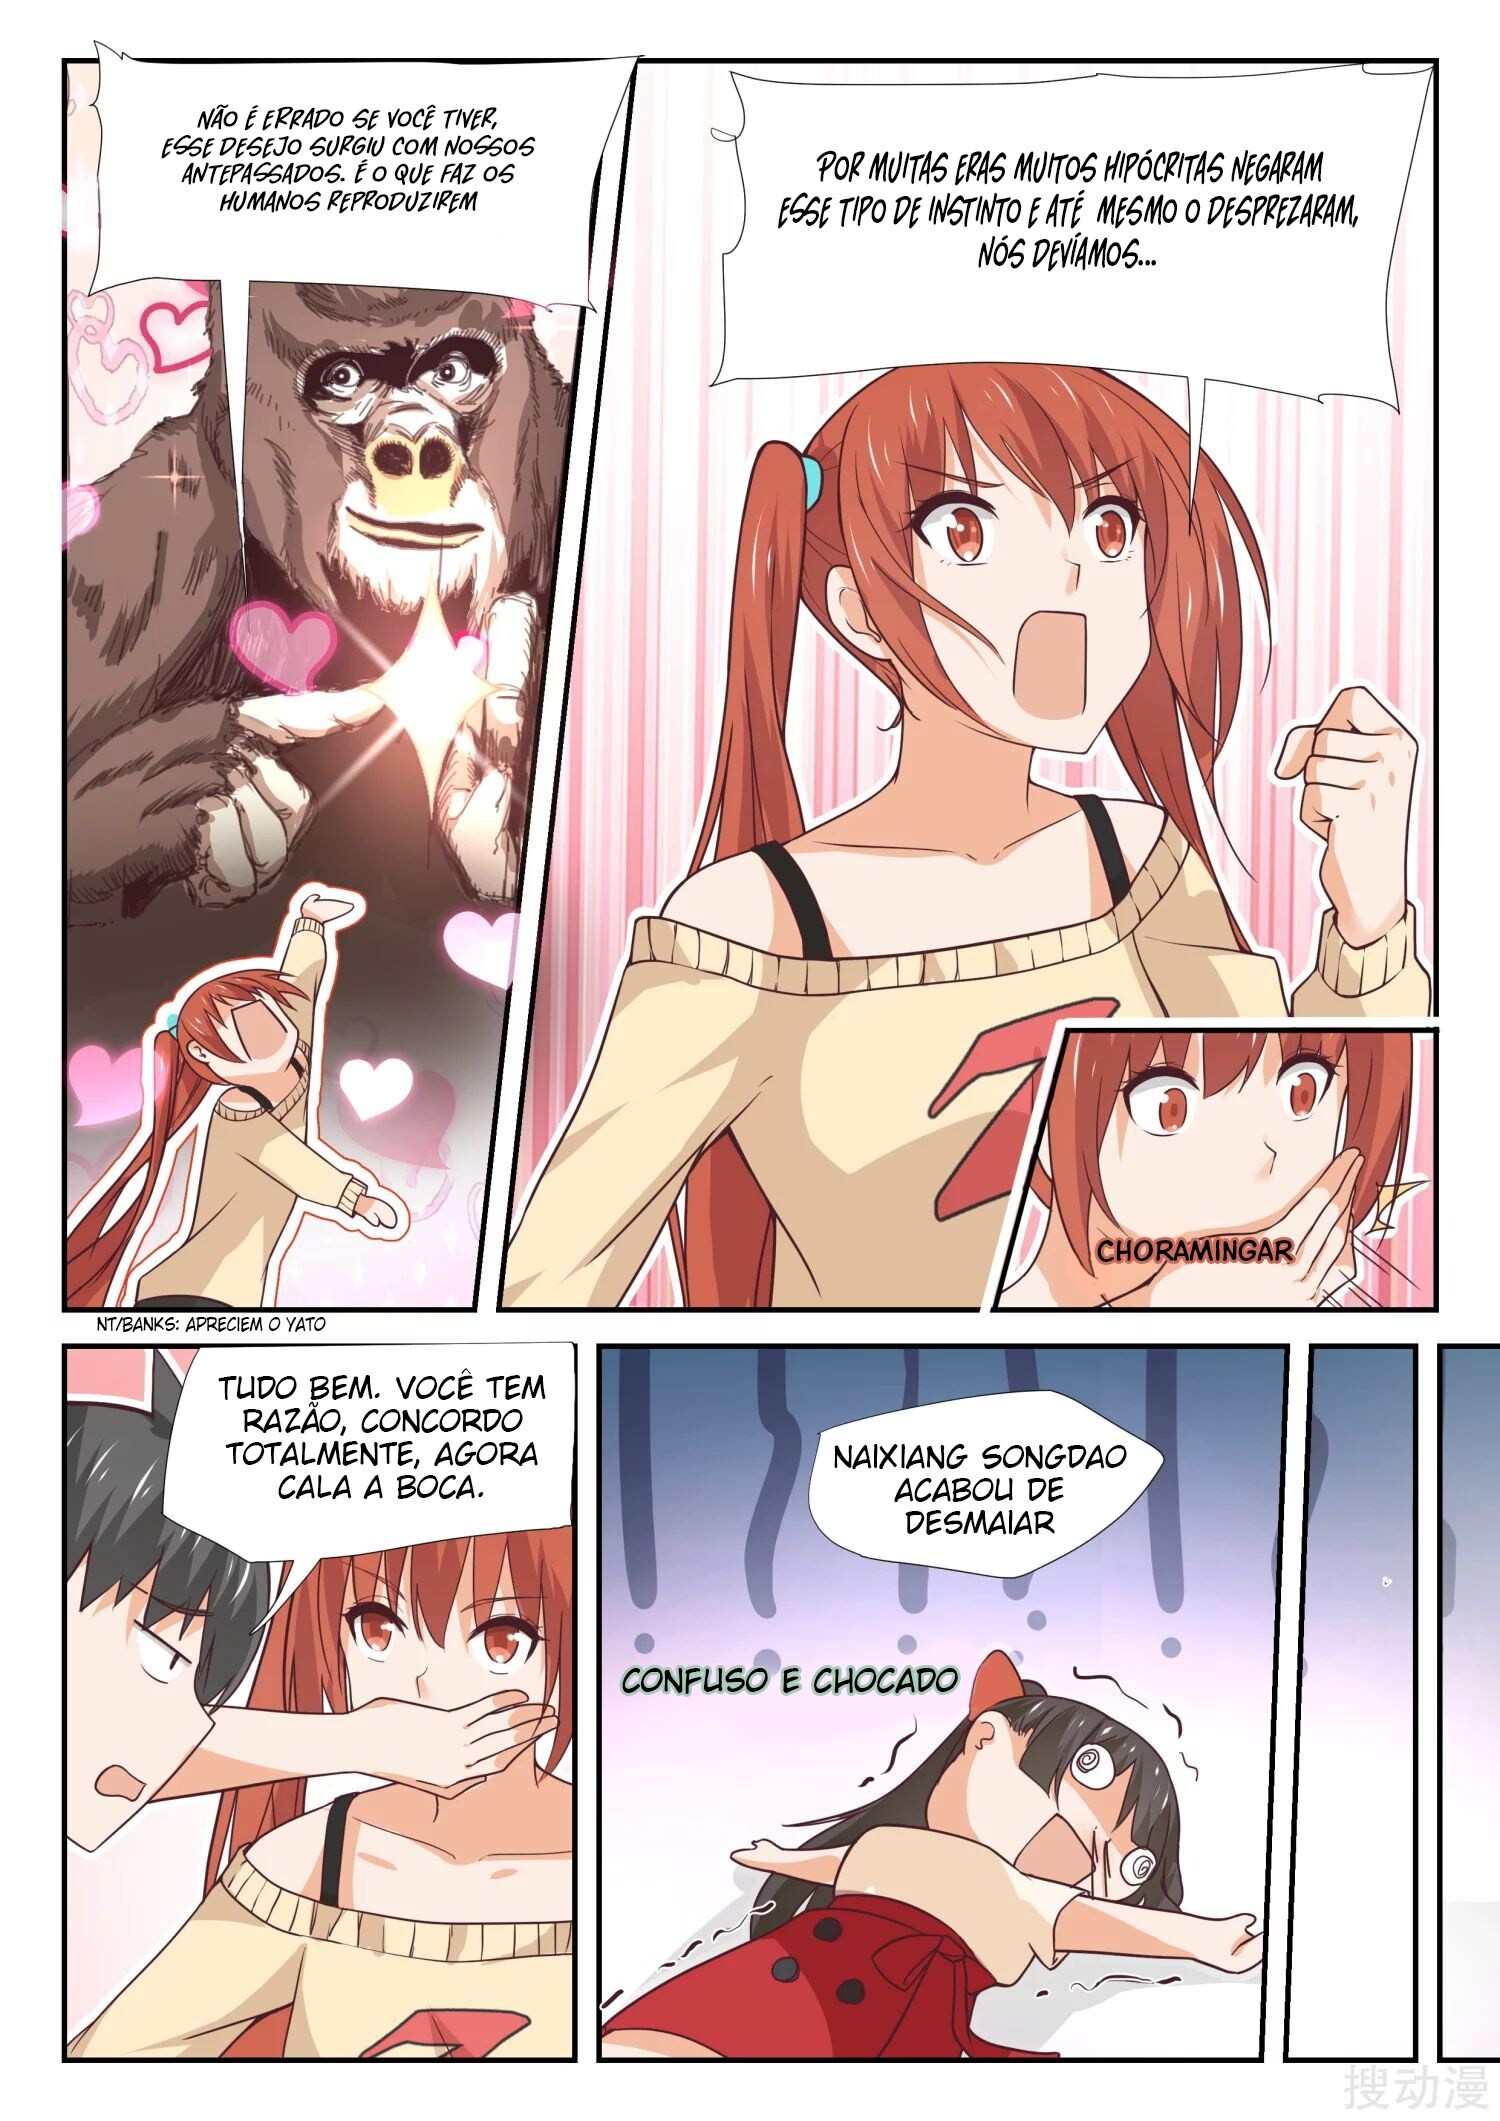 NÃO É ERRADO SE VOCÊ TIVER,
ESSE DESEJO SURGIU COM NOSSOS
ANTEPASSADOS. É O QUE FAZ OS
HUMANOS REPRODUZIREM
POR MUITAS ERAS MUITOS HIPÓCRITAS NEGARAM
ESSE TIPO DE INSTINTO E ATÉ MESMO O DESPREZARAM,
NÓS DEVÍAMOS...
CHORAMINGAR
NT/BANKS: APRECIEM O YATO
TUDO BEM. VOCÊ TEM
RAZÃO, CONCORDO
TOTALMENTE, AGORA
CALA A BOCA.
NAIXIANG SONGDAO
ACABOU DE
DESMAIAR
CONFUSO E CHOCADO
搜动漫